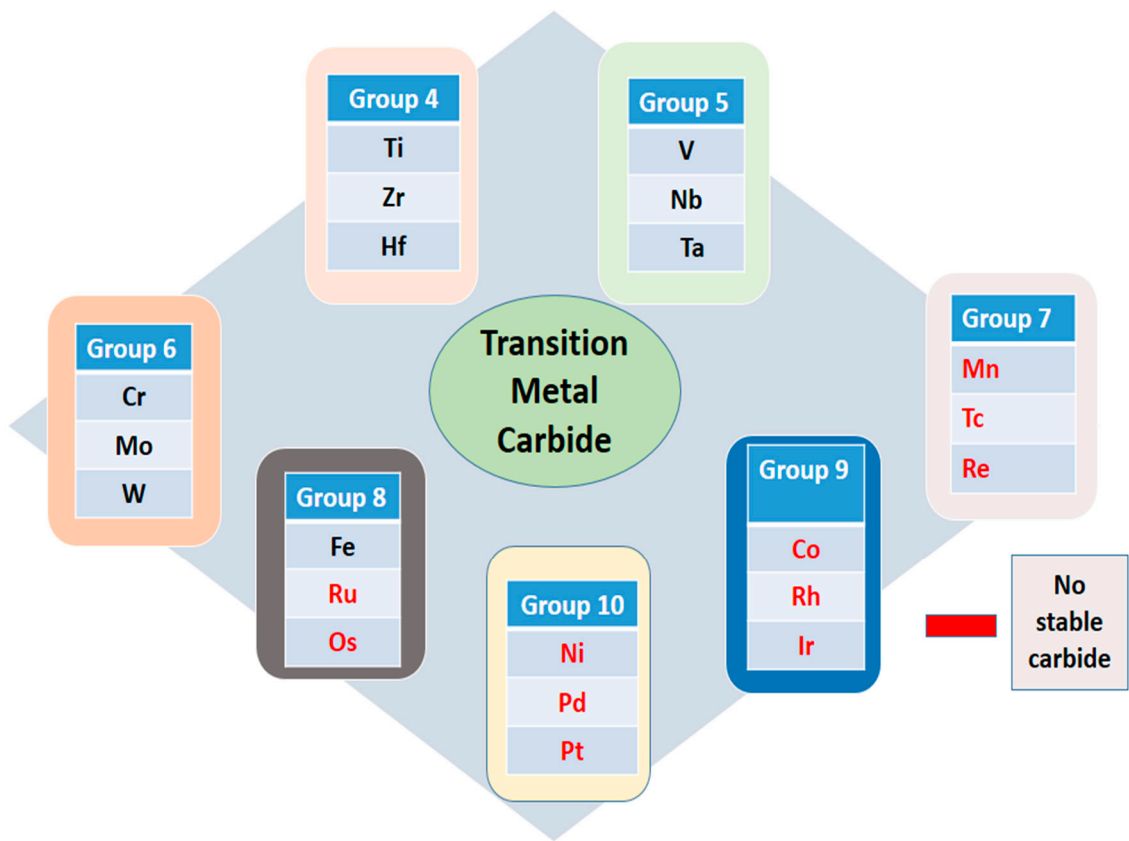 Group 4
Ti
Zr
Hf
Group 5
V
Nb
Ta
Group 6
Cr
Mo
W
Transition
Metal
Carbide
Group 7
Mn
Tc
Re
Group 8
Fe
Ru
Os
Group 10
Ni
Pd
Pt
Group 9
Co
Rh
Ir
No
stable
carbide